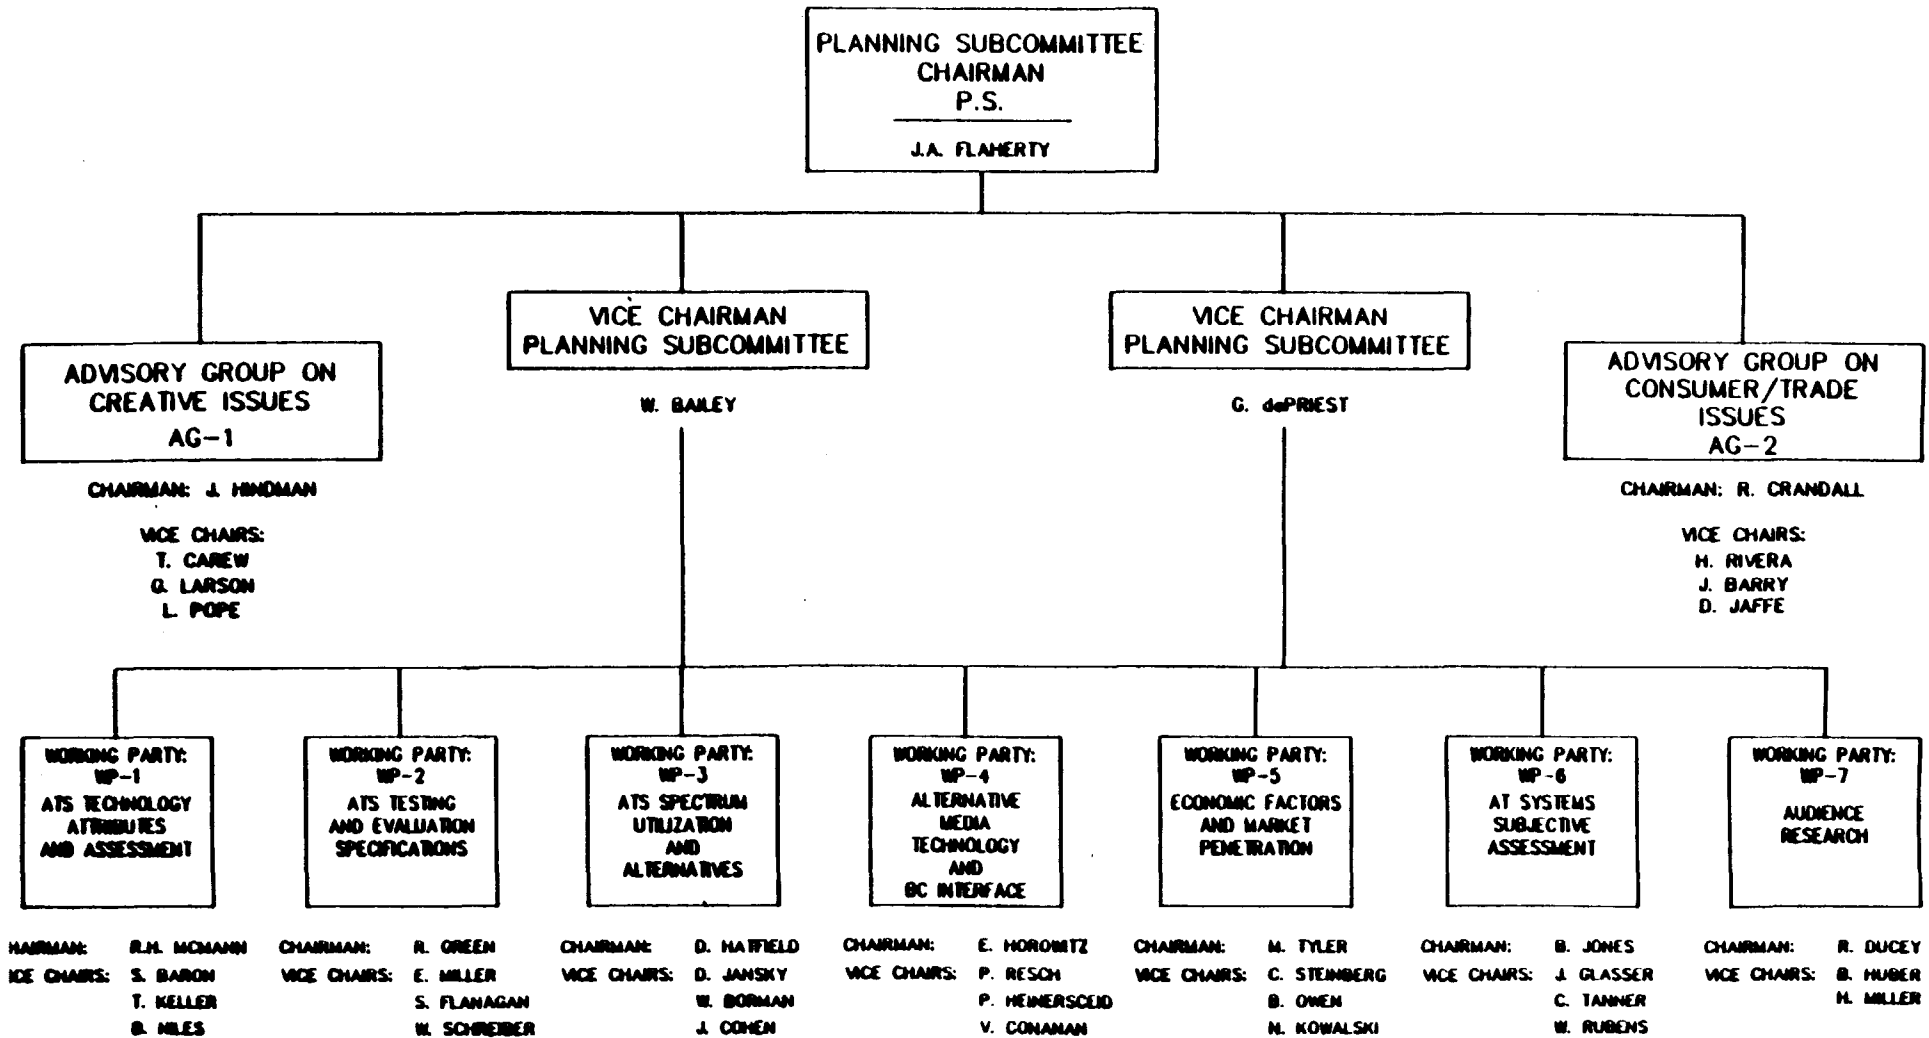 PLANNING SUBCOMMITTEE
CHAIRMAN
P.S.
J.A. FLAHERTY
VICE CHAIRMAN
PLANNING SUBCOMMITTEE
W. BAILEY
VICE CHAIRMAN
PLANNING SUBCOMMITTEE
G. dePRIEST
ADVISORY GROUP ON
CREATIVE ISSUES
AG-1
CHAIRMAN: J. HINDMAN
VICE CHAIRS:
T. CAREW
G. LARSON
L. POPE
ADVISORY GROUP ON
CONSUMER/TRADE
ISSUES
AG-2
CHAIRMAN: R. CRANDALL
VICE CHAIRS:
H. RIVERA
J. BARRY
D. JAFFE
WORKING PARTY:
WP-1
ATS TECHNOLOGY
ATTRIBUTES
AND ASSESSMENT
HAIRMAN: R.H. MCMANN
ICE CHAIRS: S. BARON
T. KELLER
B. NILES
WORKING PARTY:
WP-2
ATS TESTING
AND EVALUATION
SPECIFICATIONS
CHAIRMAN: R. GREEN
VICE CHAIRS: E. MILLER
S. FLANAGAN
W. SCHREIBER
WORKING PARTY:
WP-3
ATS SPECTRUM
UTILIZATION
AND
ALTERNATIVES
CHAIRMAN: D. HATFIELD
VICE CHAIRS: D. JANSKY
W. BORMAN
J. COHEN
WORKING PARTY:
WP-4
ALTERNATIVE
MEDIA
TECHNOLOGY
AND
BC INTERFACE
CHAIRMAN: E. HOROWITZ
VICE CHAIRS: P. RESCH
P. HEINERSCEID
V. CONANAN
WORKING PARTY:
WP-5
ECONOMIC FACTORS
AND MARKET
PENETRATION
CHAIRMAN: M. TYLER
VICE CHAIRS: C. STEINBERG
B. OWEN
N. KOWALSKI
WORKING PARTY:
WP-6
AT SYSTEMS
SUBJECTIVE
ASSESSMENT
CHAIRMAN: B. JONES
VICE CHAIRS: J. GLASSER
C. TANNER
W. RUBENS
WORKING PARTY:
WP-7
AUDIENCE
RESEARCH
CHAIRMAN: R. DUCEY
VICE CHAIRS: B. HUBER
H. MILLER